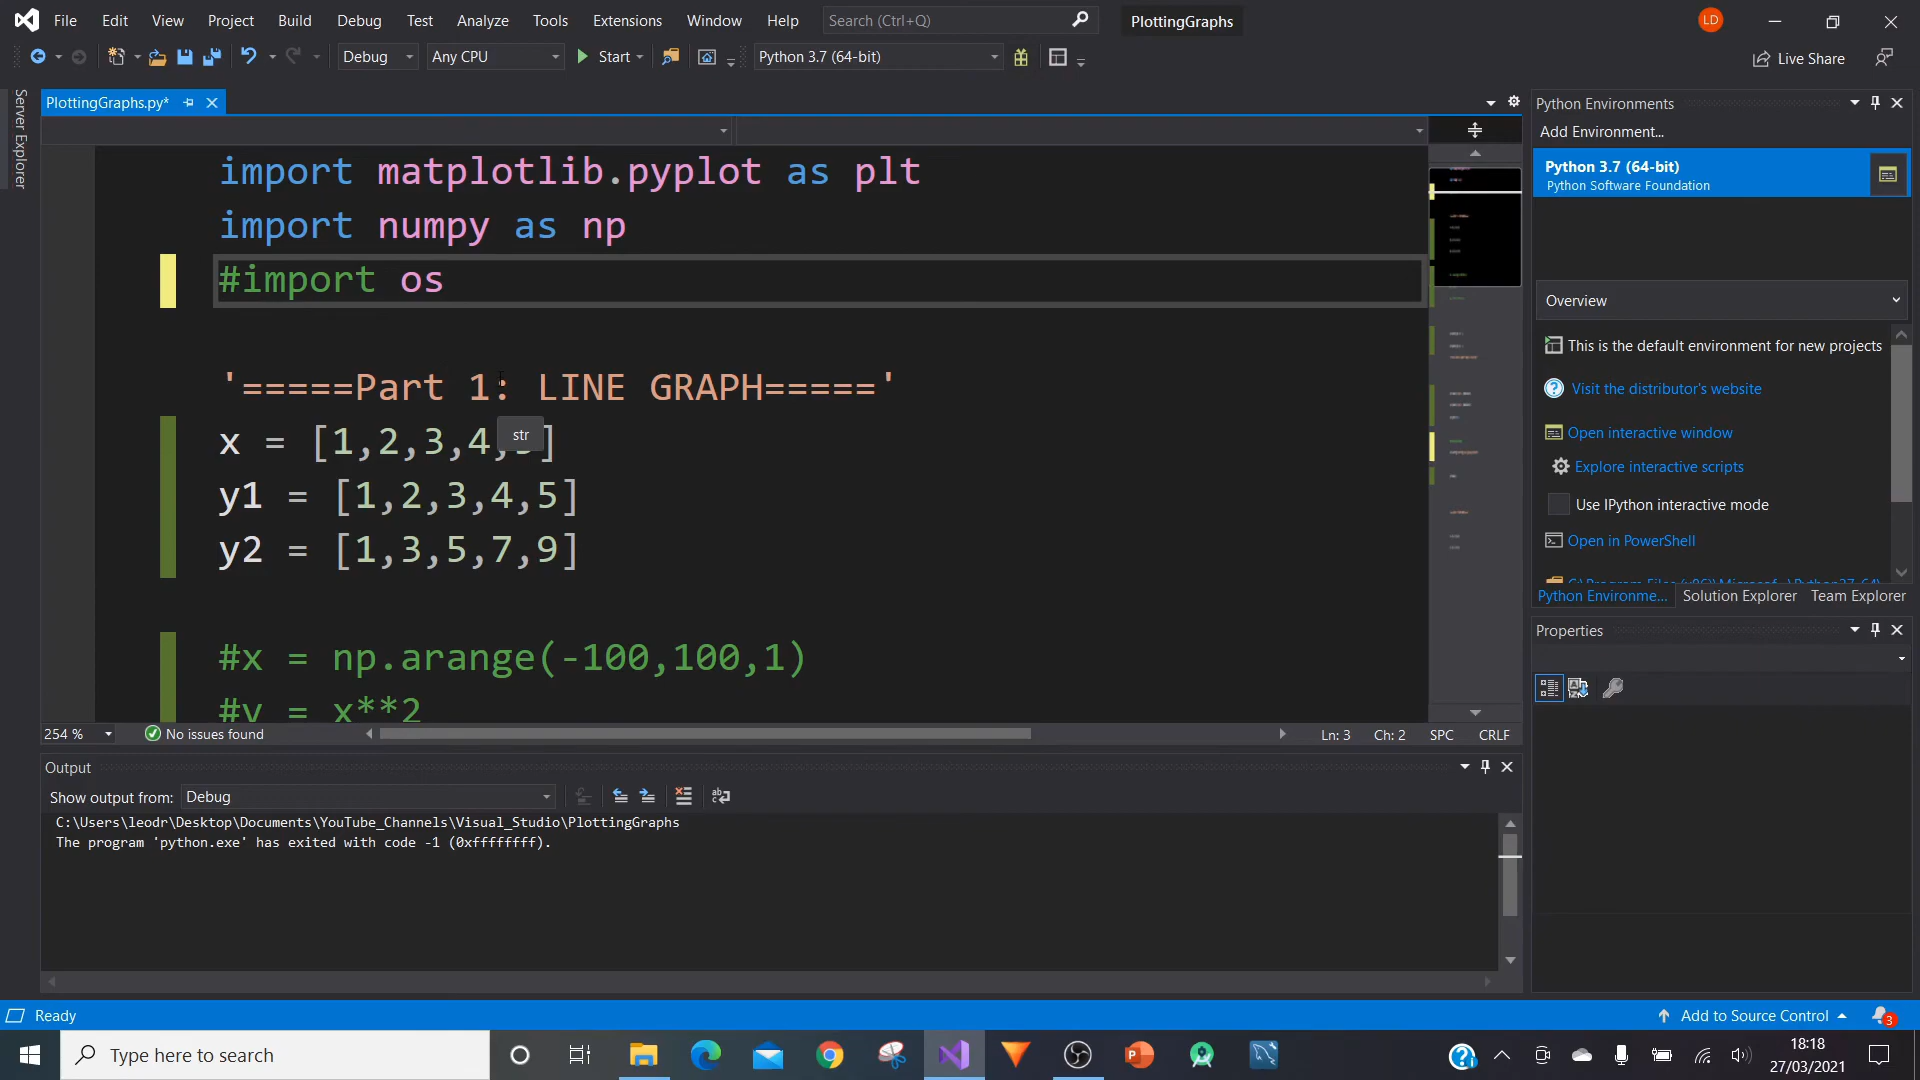 File Edit View Project Build Debug Test Analyze Tools Extensions Window Help Search (Ctrl+Q) PlottingGraphs LD
Debug Any CPU Start Python 3.7 (64-bit) Live Share
Server Explorer
PlottingGraphs.py*
import matplotlib.pyplot as plt
import numpy as np
#import os
'=====Part 1: LINE GRAPH====='
x = [1,2,3,4,5]
str
y1 = [1,2,3,4,5]
y2 = [1,3,5,7,9]
#x = np.arange(-100,100,1)
#y = x**2
254 % No issues found Ln: 3 Ch: 2 SPC CRLF
Output
Show output from: Debug
C:\Users\leodr\Desktop\Documents\YouTube_Channels\Visual_Studio\PlottingGraphs
The program 'python.exe' has exited with code -1 (0xffffffff).
Python Environments
Add Environment...
Python 3.7 (64-bit)
Python Software Foundation
Overview
This is the default environment for new projects
Visit the distributor's website
Open interactive window
Explore interactive scripts
Use IPython interactive mode
Open in PowerShell
C:\Program Files (x86)\Microsof...\Python37_64\
Python Environme... Solution Explorer Team Explorer
Properties
Ready Add to Source Control 3
Type here to search
18:18
27/03/2021